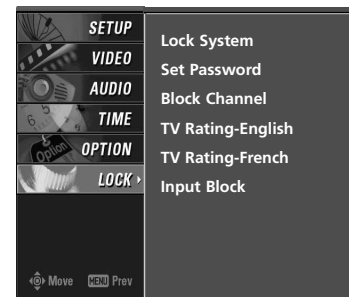 SETUP
VIDEO
AUDIO
TIME
OPTION
LOCK
Lock System
Set Password
Block Channel
TV Rating-English
TV Rating-French
Input Block
Move MENU Prev